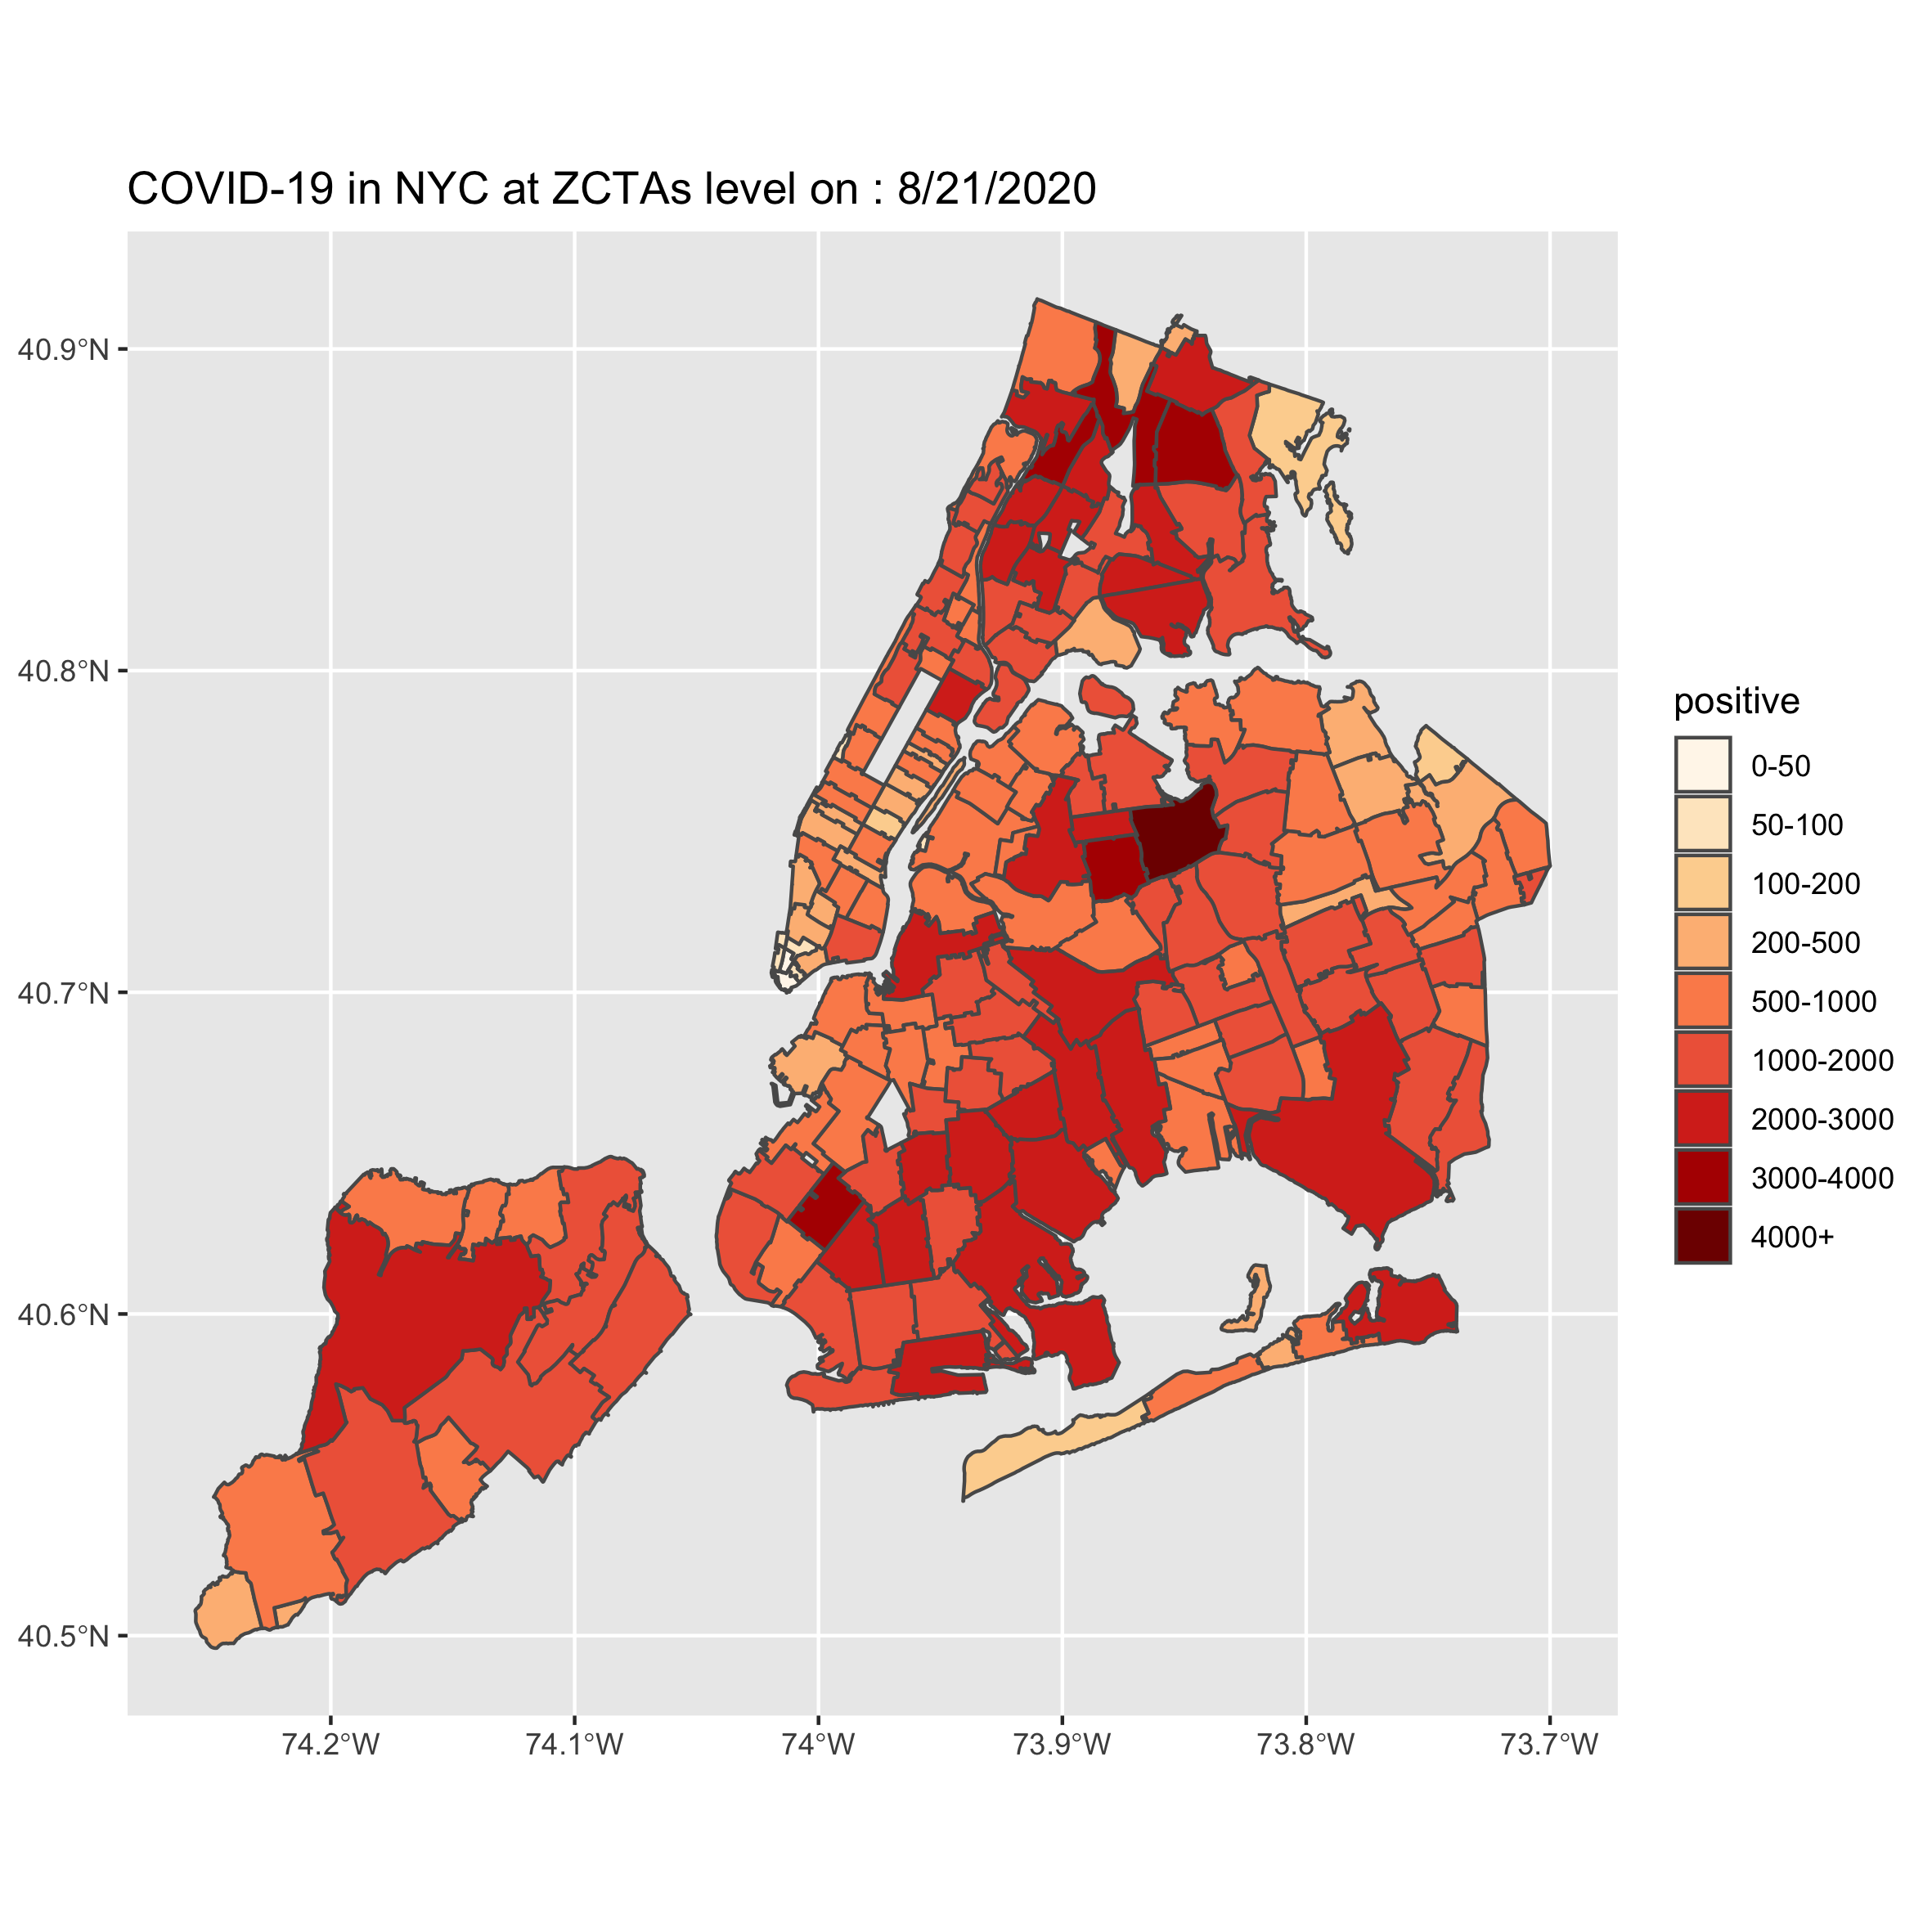 COVID-19 in NYC at ZCTAs level on : 8/21/2020
40.9°N
40.8°N
40.7°N
40.6°N
40.5°N
74.2°W
74.1°W
74°W
73.9°W
73.8°W
73.7°W
positive
0-50
50-100
100-200
200-500
500-1000
1000-2000
2000-3000
3000-4000
4000+